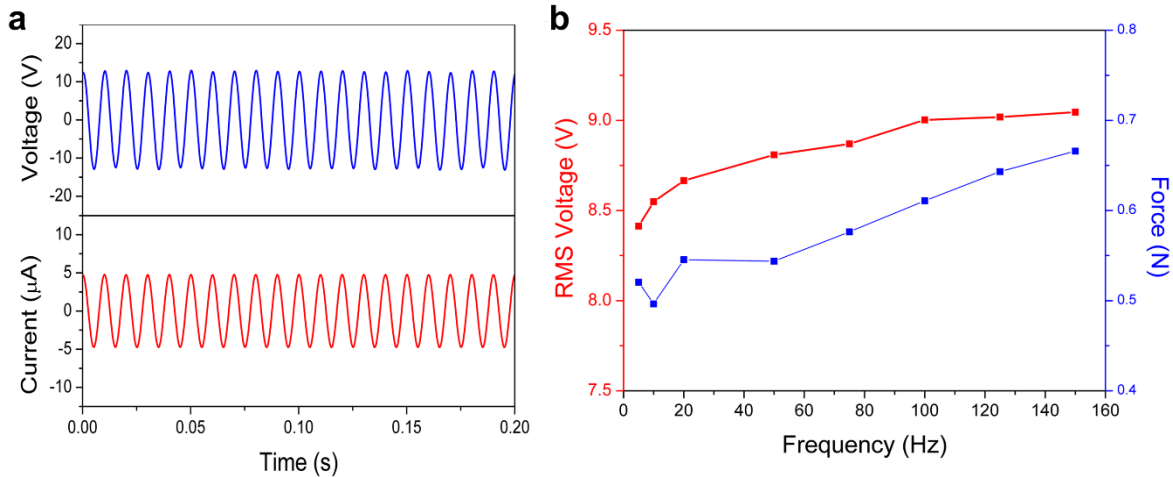 a
Voltage (V)
20
10
0
-10
-20
Current (μA)
10
5
0
-5
-10
0.00 0.05 0.10 0.15 0.20
Time (s)
b
RMS Voltage (V)
9.5
9.0
8.5
8.0
7.5
0 20 40 60 80 100 120 140 160
Frequency (Hz)
0.8
0.7
0.6
0.5
0.4
Force (N)